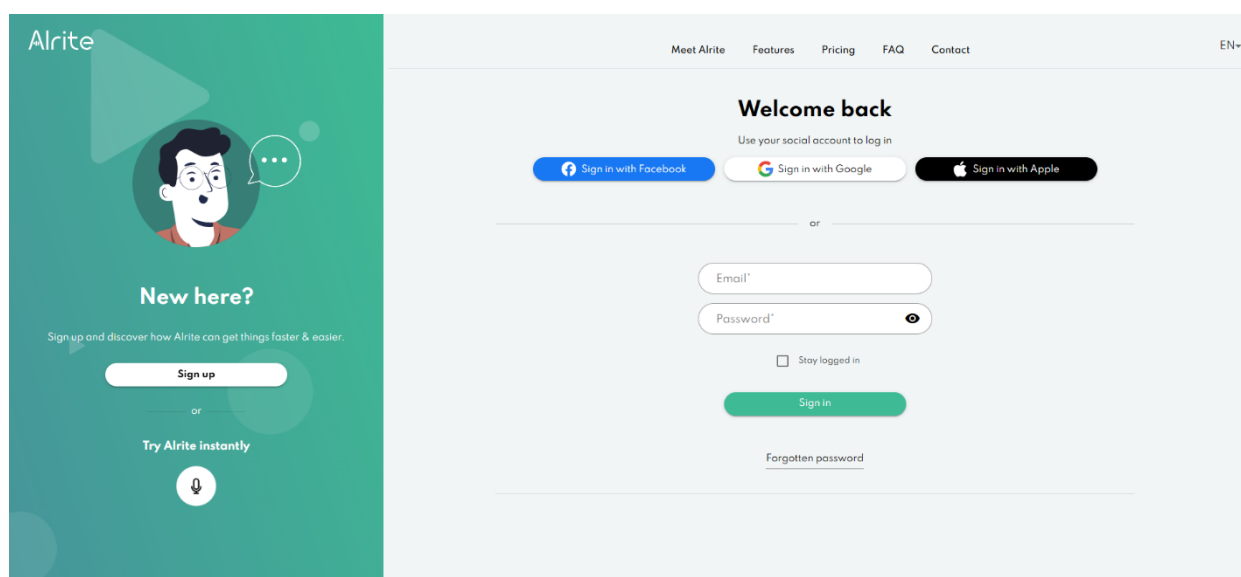 Alrite
Meet Alrite Features Pricing FAQ Contact
EN
New here?
Sign up and discover how Alrite can get things faster & easier.
Sign up
or
Try Alrite instantly
Welcome back
Use your social account to log in
Sign in with Facebook Sign in with Google Sign in with Apple
or
Email*
Password*
Stay logged in
Sign in
Forgotten password